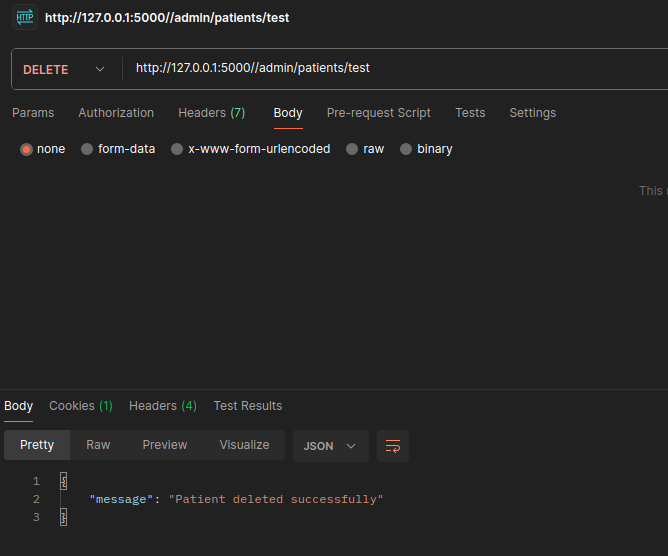 HTTP http://127.0.0.1:5000//admin/patients/test
DELETE http://127.0.0.1:5000//admin/patients/test
Params Authorization Headers (7) Body Pre-request Script Tests Settings
none form-data x-www-form-urlencoded raw binary
This
Body Cookies (1) Headers (4) Test Results
Pretty Raw Preview Visualize JSON
1 {
2 "message": "Patient deleted successfully"
3 }